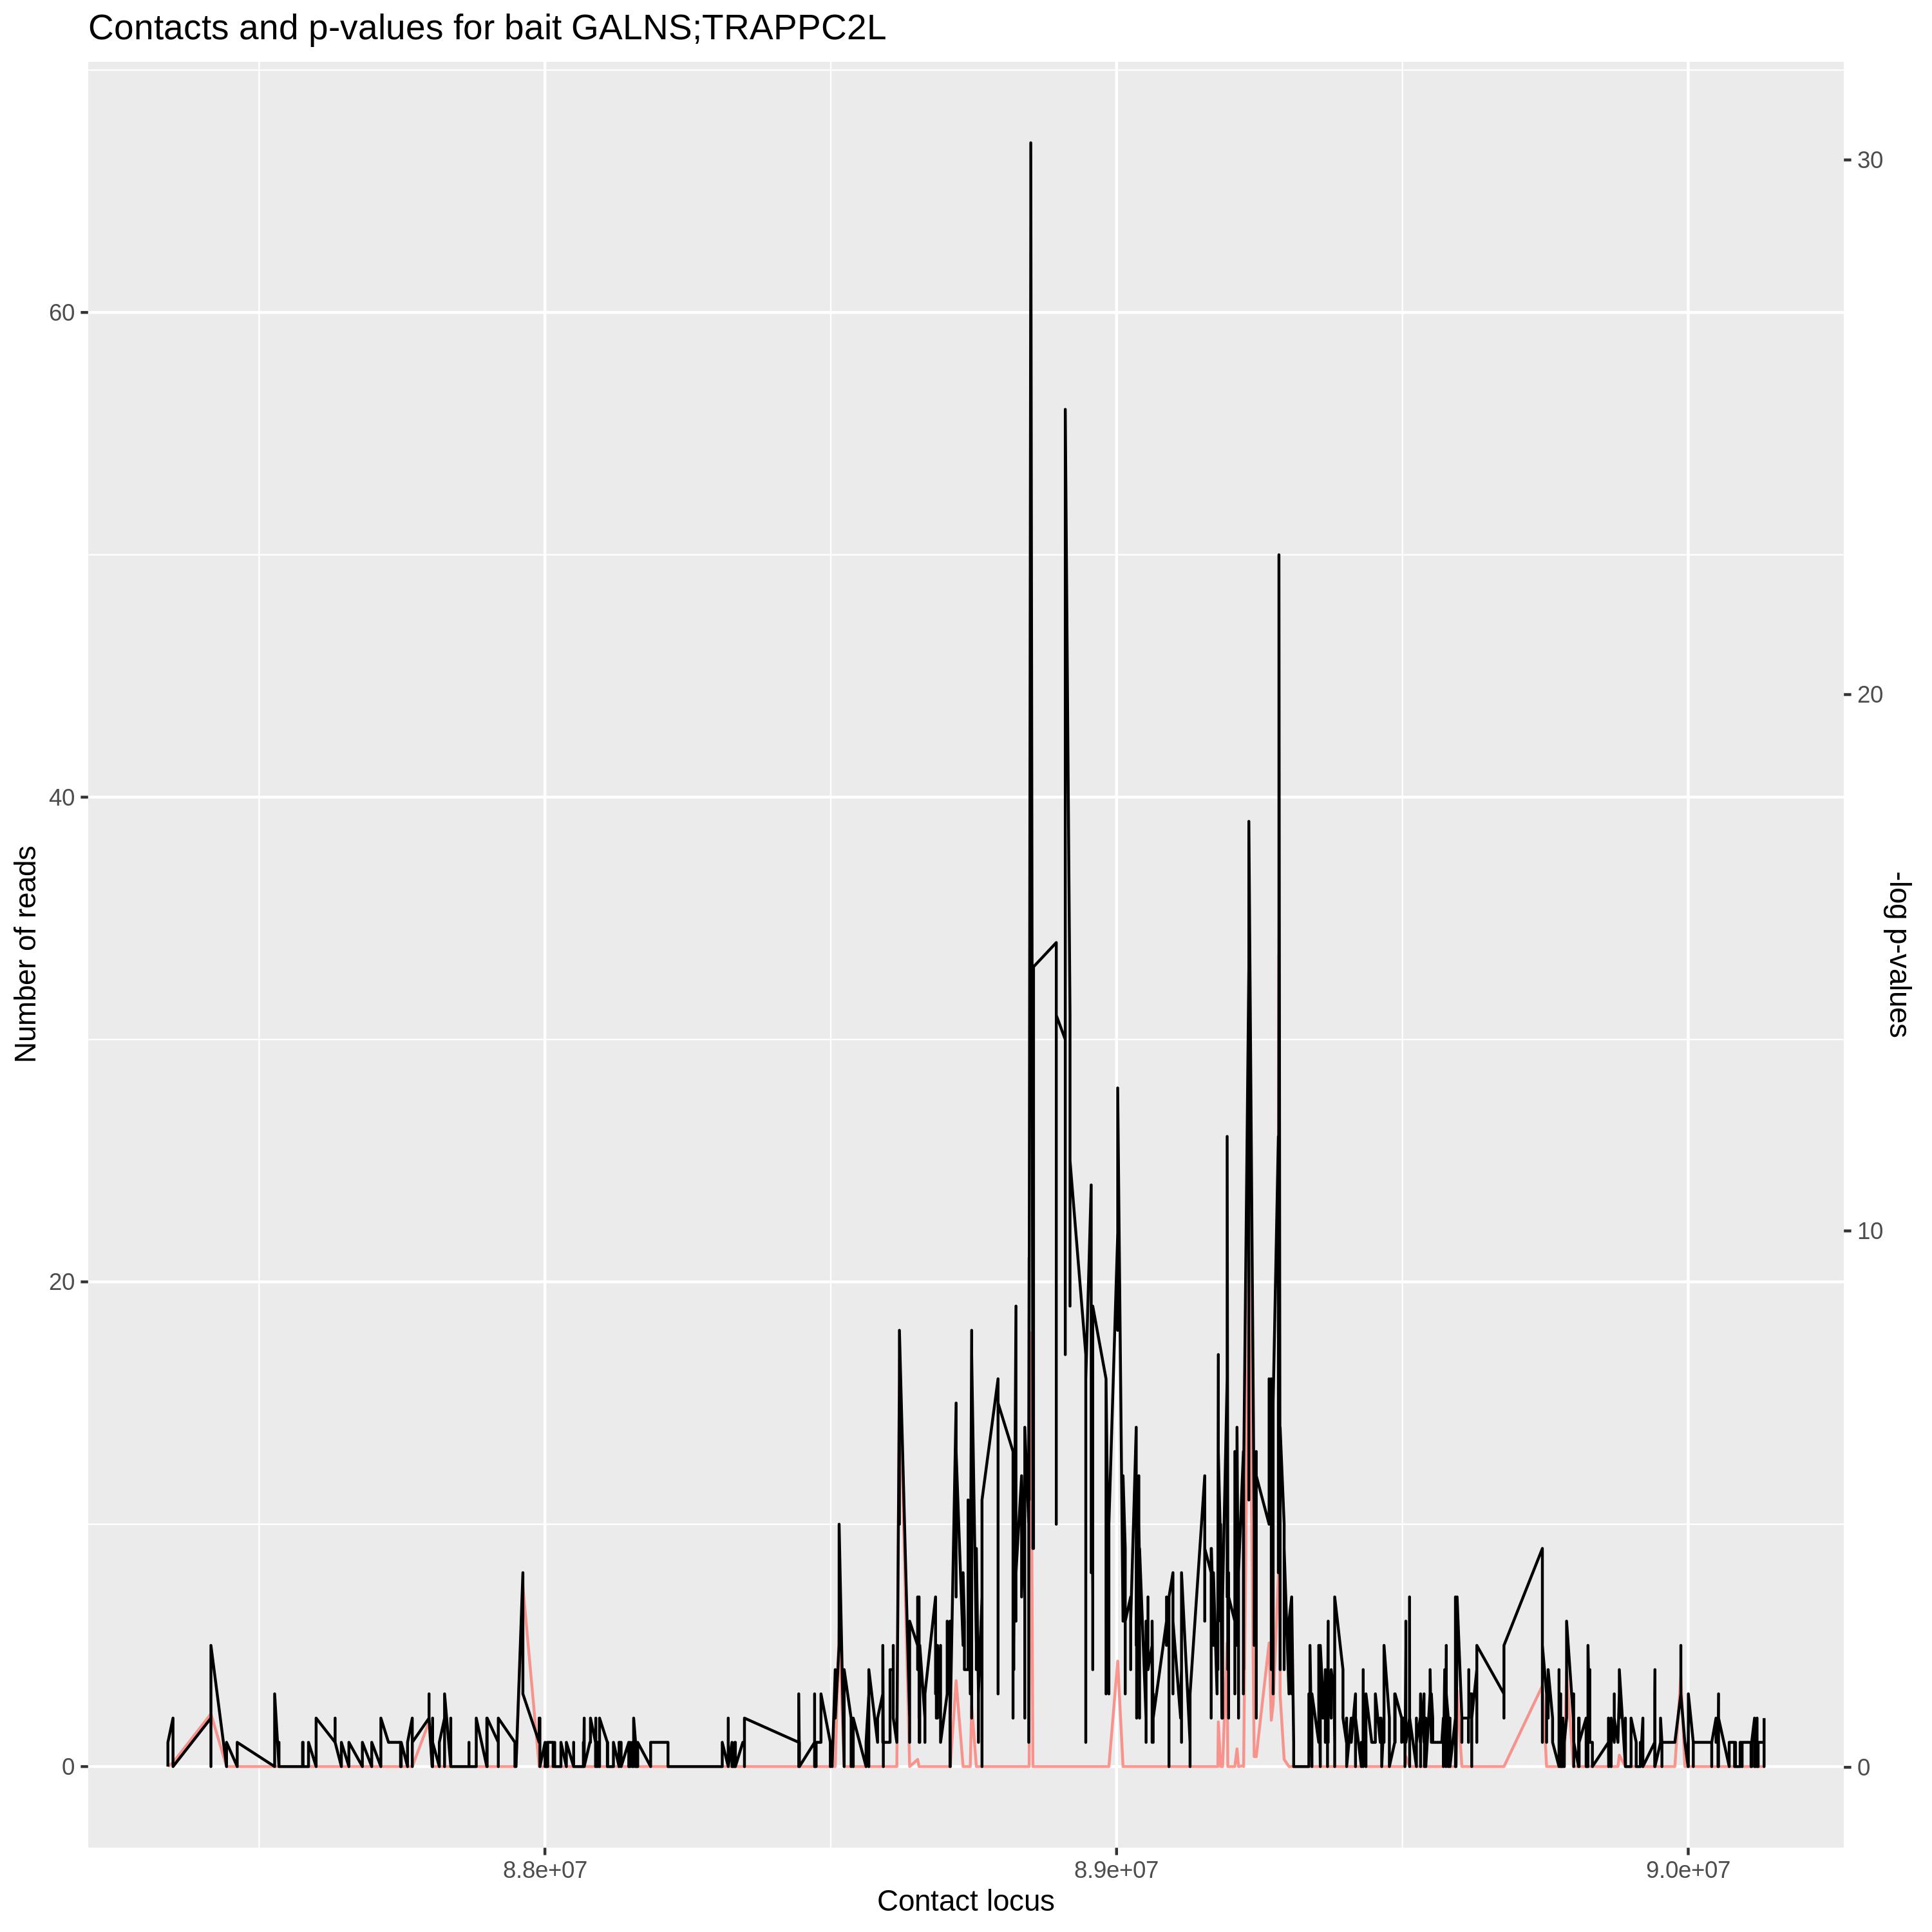 Contacts and p-values for bait GALNS;TRAPPC2L
60
40
20
0
30
20
10
0
Number of reads
-log p-values
8.8e+07
8.9e+07
9.0e+07
Contact locus